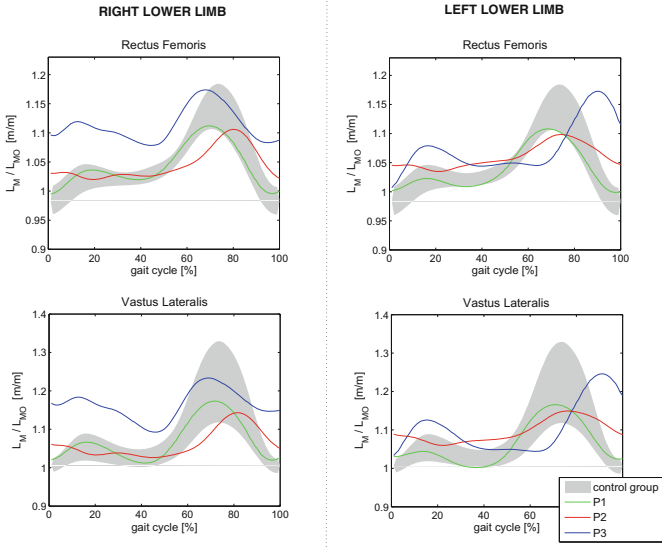 RIGHT LOWER LIMB
LEFT LOWER LIMB
Rectus Femoris
1.2
1.15
1.1
1.05
1
0.95
0.9
L_M / L_MO [m/m]
0 20 40 60 80 100
gait cycle [%]
Rectus Femoris
1.2
1.15
1.1
1.05
1
0.95
0.9
L_M / L_MO [m/m]
0 20 40 60 80 100
gait cycle [%]
Vastus Lateralis
1.4
1.3
1.2
1.1
1
0.9
L_M / L_MO [m/m]
0 20 40 60 80 100
gait cycle [%]
Vastus Lateralis
1.4
1.3
1.2
1.1
1
0.9
L_M / L_MO [m/m]
0 20 40 60
gait cycle [%]
control group
P1
P2
P3